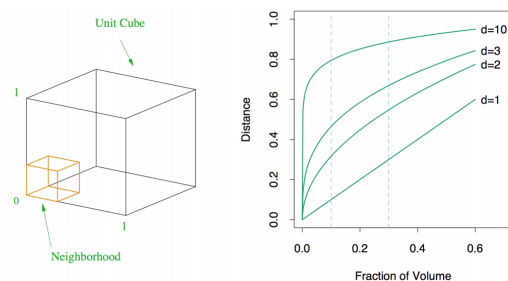 Unit Cube
1
0
1
Neighborhood
1.0
0.8
0.6
0.4
0.2
0.0
Distance
d=10
d=3
d=2
d=1
0.0 0.2 0.4 0.6
Fraction of Volume